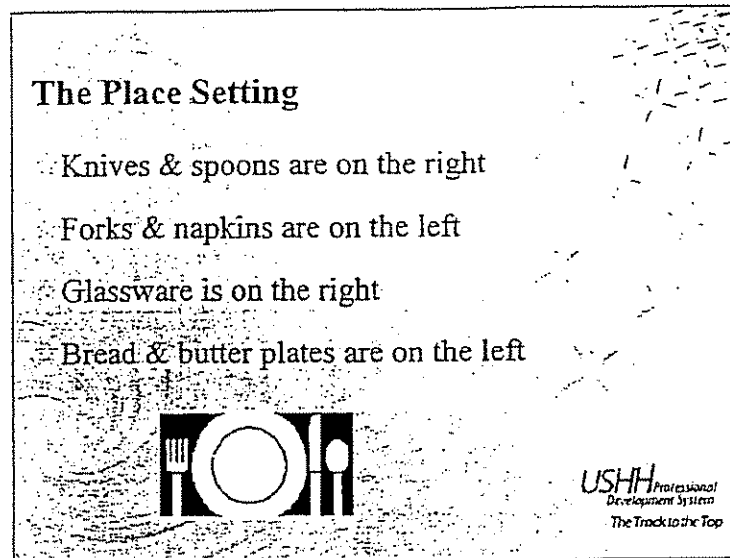 The Place Setting
Knives & spoons are on the right
Forks & napkins are on the left
Glassware is on the right
Bread & butter plates are on the left
USHH Professional
Development System
The Track to the Top